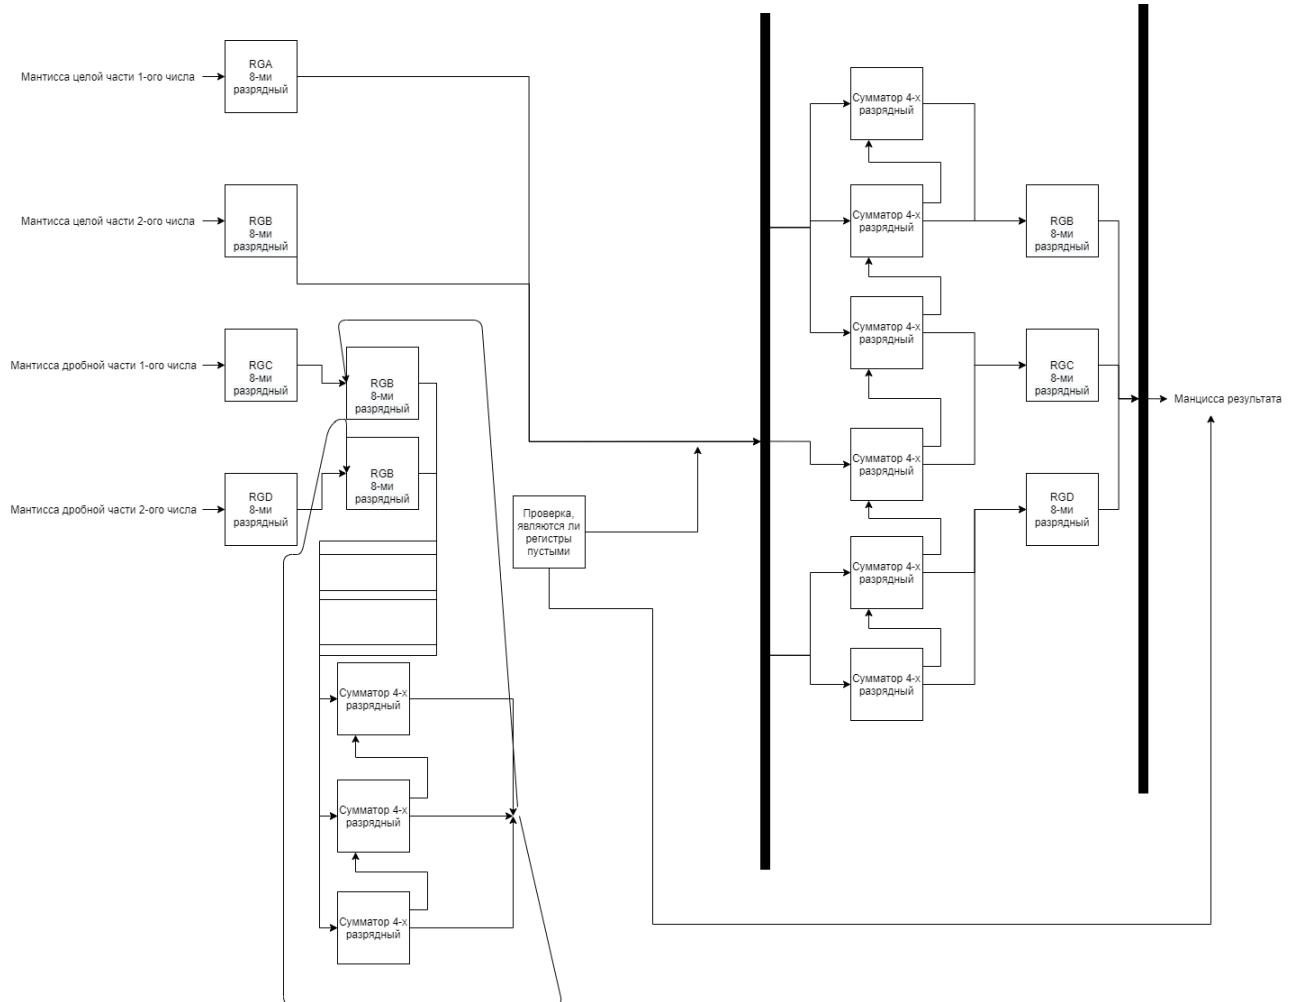 Мантисса целой части 1-ого числа
RGA
8-ми
разрядный
Мантисса целой части 2-ого числа
RGB
8-ми
разрядный
Мантисса дробной части 1-ого числа
RGC
8-ми
разрядный
RGB
8-ми
разрядный
Мантисса дробной части 2-ого числа
RGD
8-ми
разрядный
RGB
8-ми
разрядный
Сумматор 4-х
разрядный
Сумматор 4-х
разрядный
Сумматор 4-х
разрядный
Проверка,
являются ли
регистры
пустыми
Сумматор 4-х
разрядный
Сумматор 4-х
разрядный
Сумматор 4-х
разрядный
Сумматор 4-х
разрядный
Сумматор 4-х
разрядный
Сумматор 4-х
разрядный
RGB
8-ми
разрядный
RGC
8-ми
разрядный
RGD
8-ми
разрядный
Манцисса результата